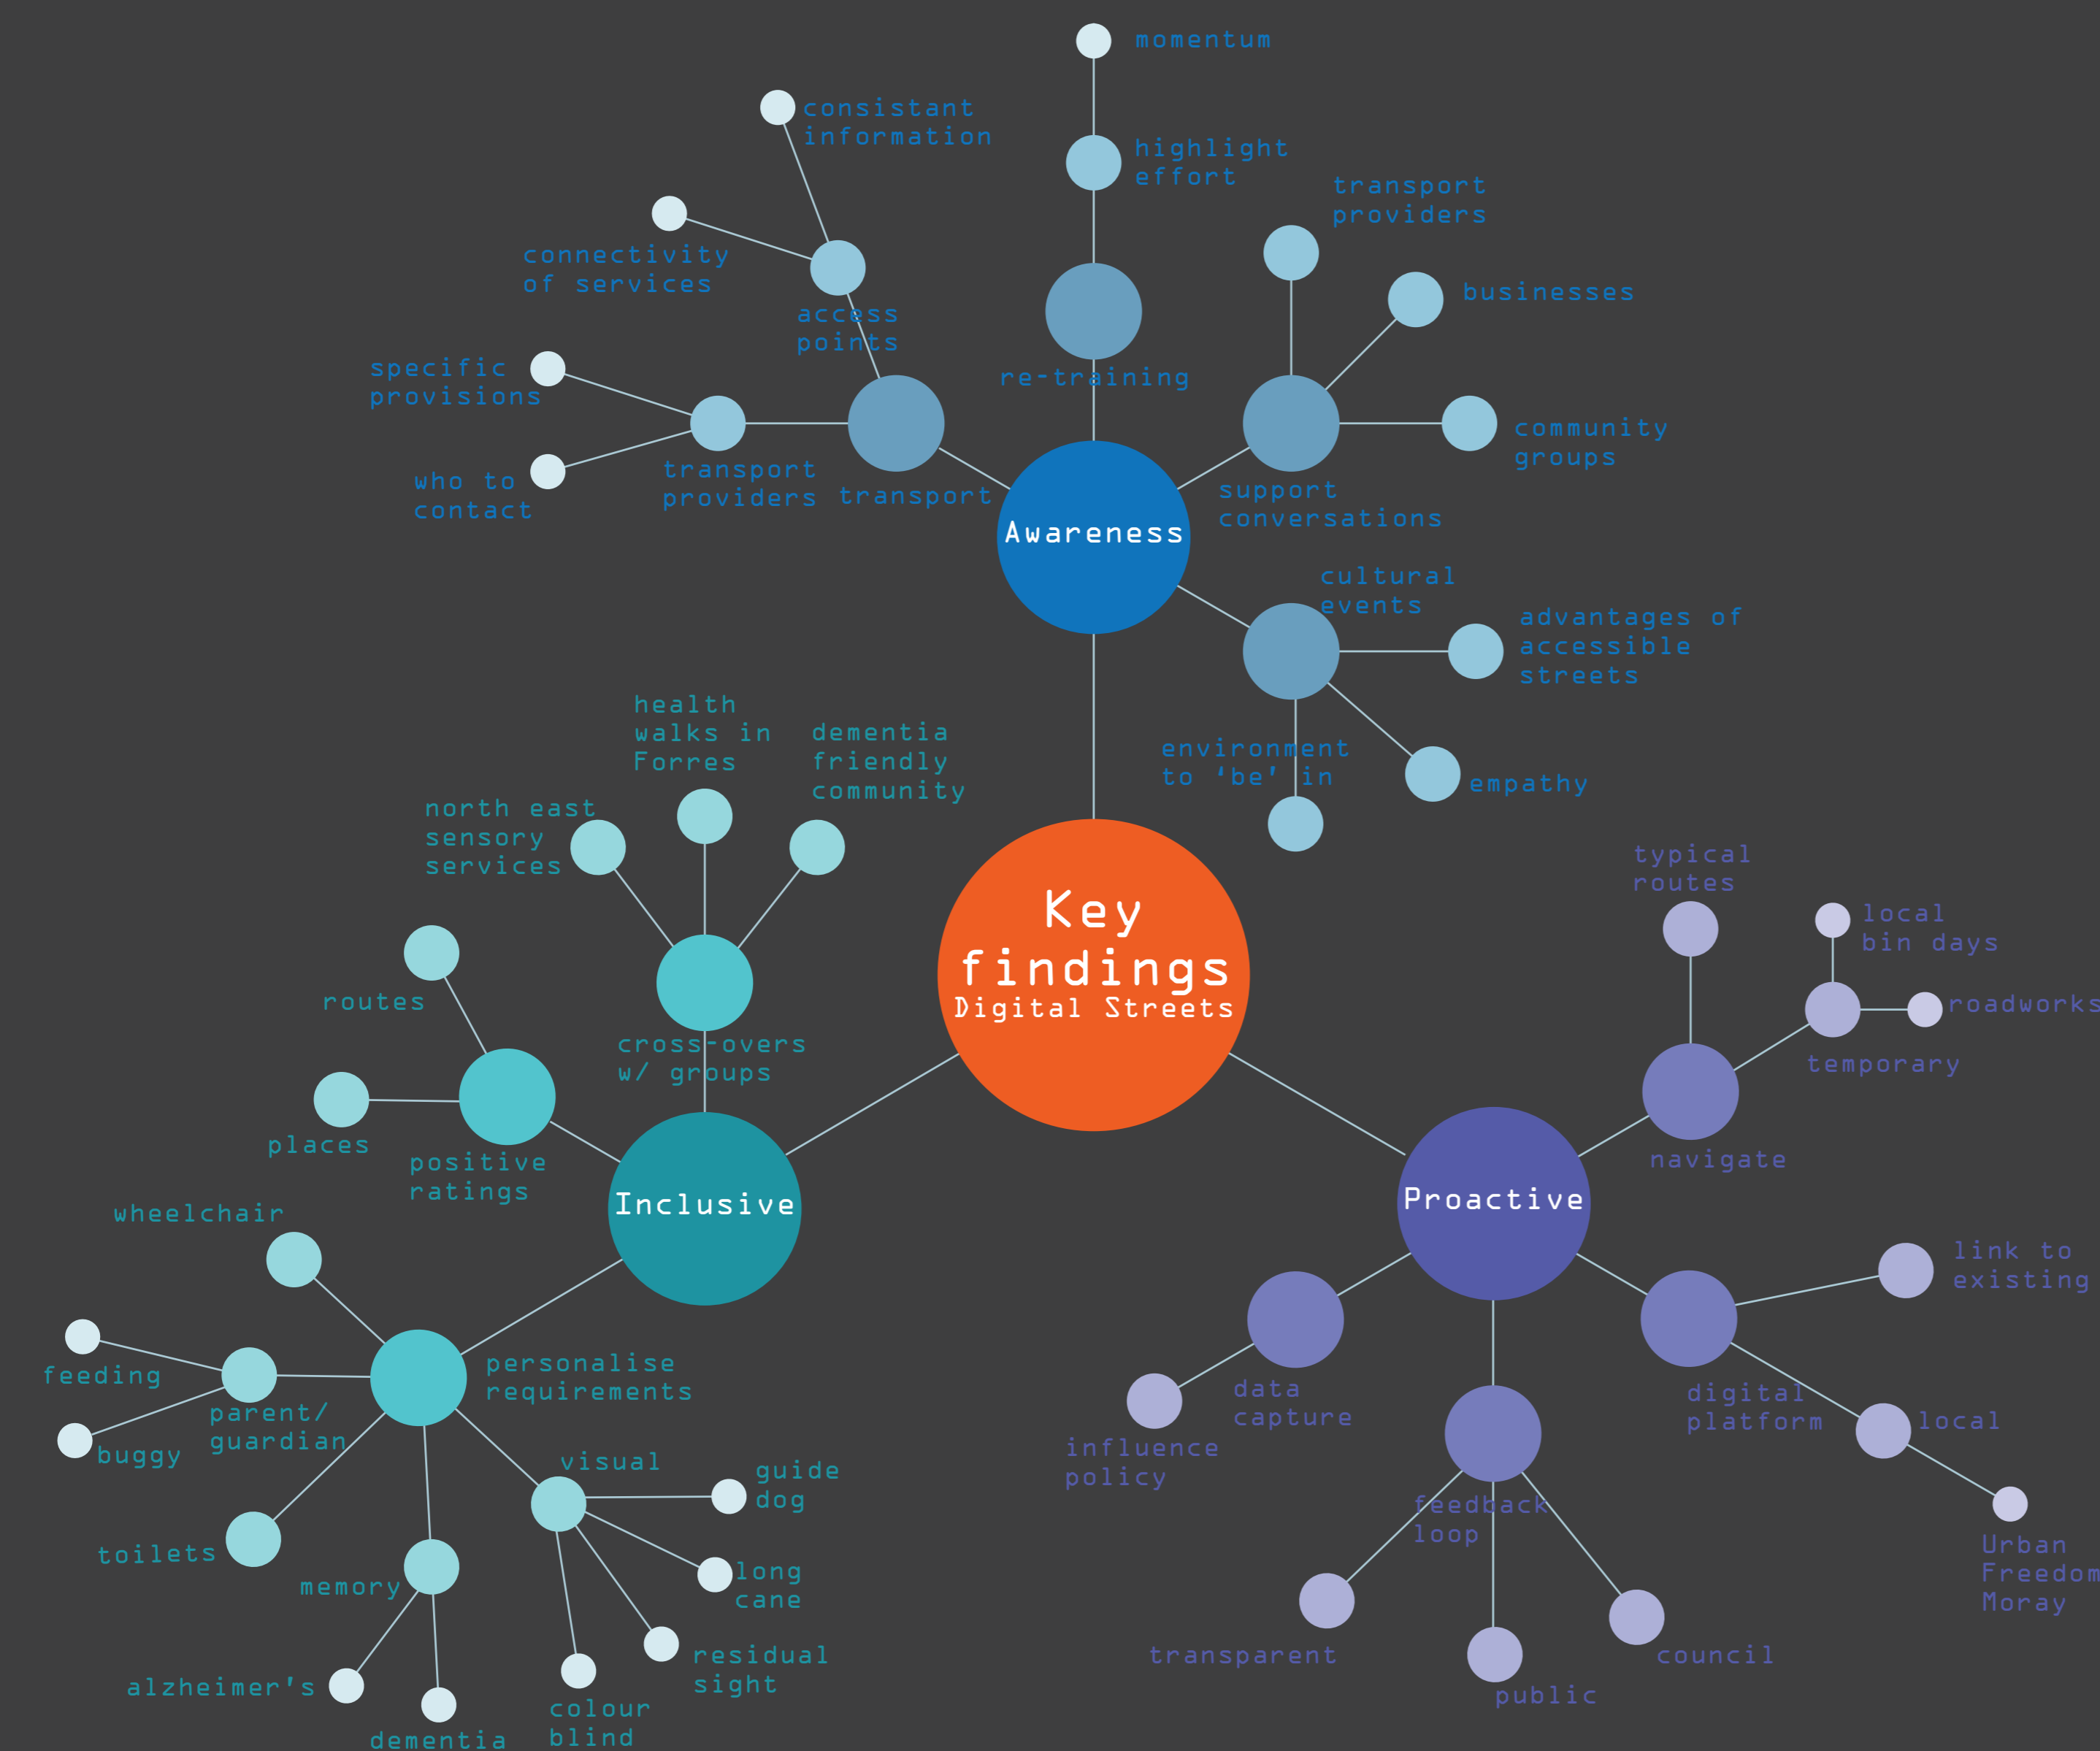 momentum
consistant
information
highlight
effort
transport
providers
connectivity
of services
businesses
access
points
specific
provisions
re-training
community
groups
who to
contact
transport
providers
transport
support
conversations
Awareness
cultural
events
advantages of
accessible
streets
environment
to ‘be’ in
empathy
health
walks in
Forres
dementia
friendly
community
north east
sensory
services
Key
findings
Digital Streets
typical
routes
local
bin days
roadworks
temporary
navigate
routes
cross-overs
w/ groups
places
positive
ratings
Inclusive
Proactive
wheelchair
link to
existing
feeding
personalise
requirements
parent/
guardian
buggy
data
capture
digital
platform
local
influence
policy
visual
guide
dog
feedback
loop
toilets
long
cane
memory
Urban
Freedom
Moray
residual
sight
transparent
council
alzheimer’s
public
colour
blind
dementia